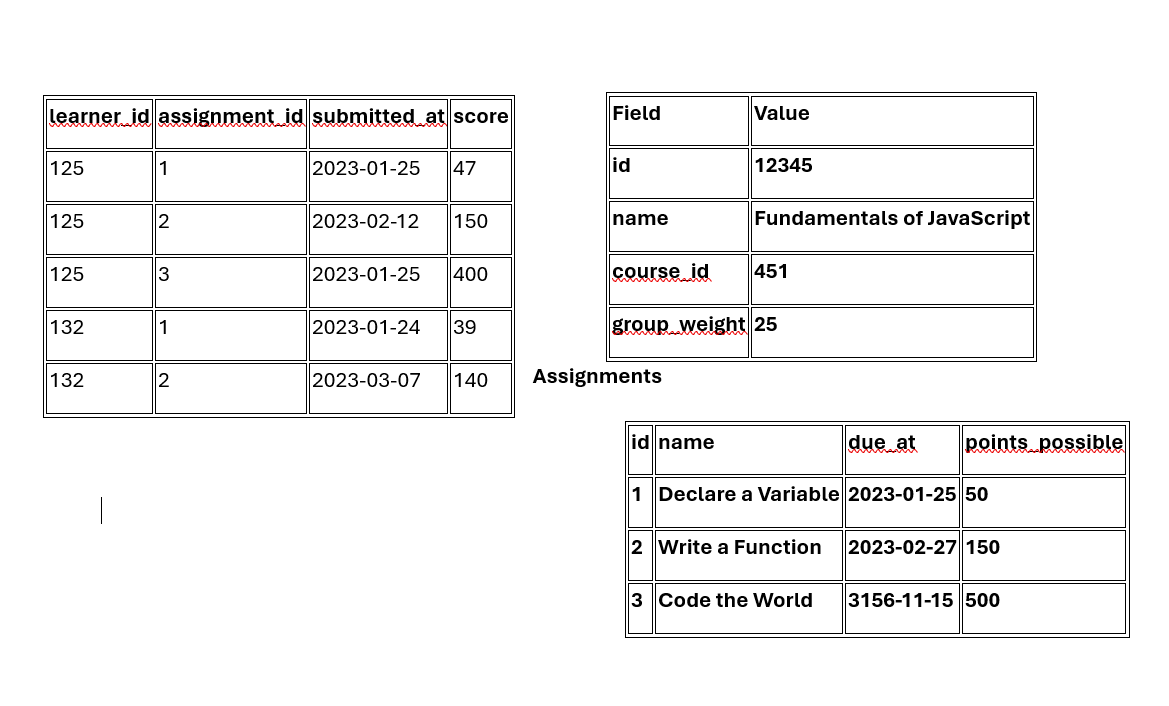 learner_id assignment_id submitted_at score
125 1 2023-01-25 47
125 2 2023-02-12 150
125 3 2023-01-25 400
132 1 2023-01-24 39
132 2 2023-03-07 140
Field Value
id 12345
name Fundamentals of JavaScript
course_id 451
group_weight 25
Assignments
id name due_at points_possible
1 Declare a Variable 2023-01-25 50
2 Write a Function 2023-02-27 150
3 Code the World 3156-11-15 500